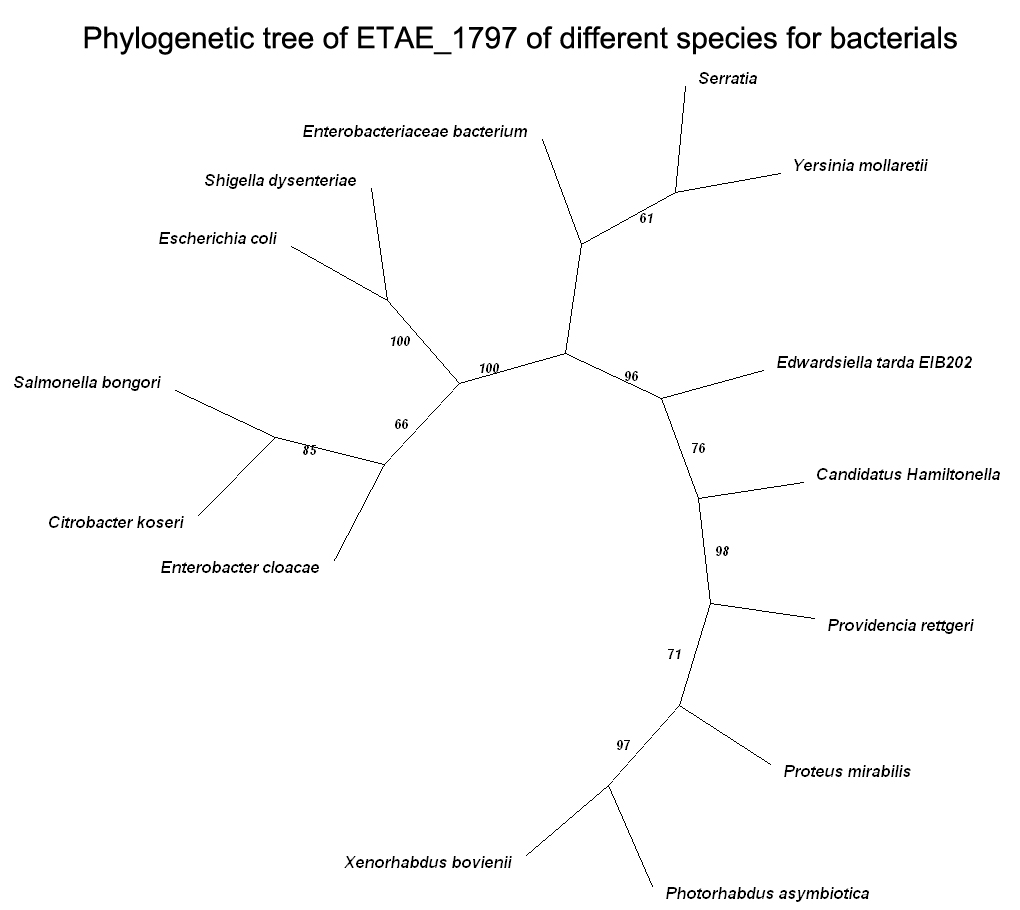 Phylogenetic tree of ETAE_1797 of different species for bacterials
Serratia
Enterobacteriaceae bacterium
Yersinia mollaretii
Shigella dysenteriae
61
Escherichia coli
100
100
96
Edwardsiella tarda EIB202
Salmonella bongori
66
85
76
Candidatus Hamiltonella
Citrobacter koseri
98
Enterobacter cloacae
Providencia rettgeri
71
97
Proteus mirabilis
Xenorhabdus bovienii
Photorhabdus asymbiotica